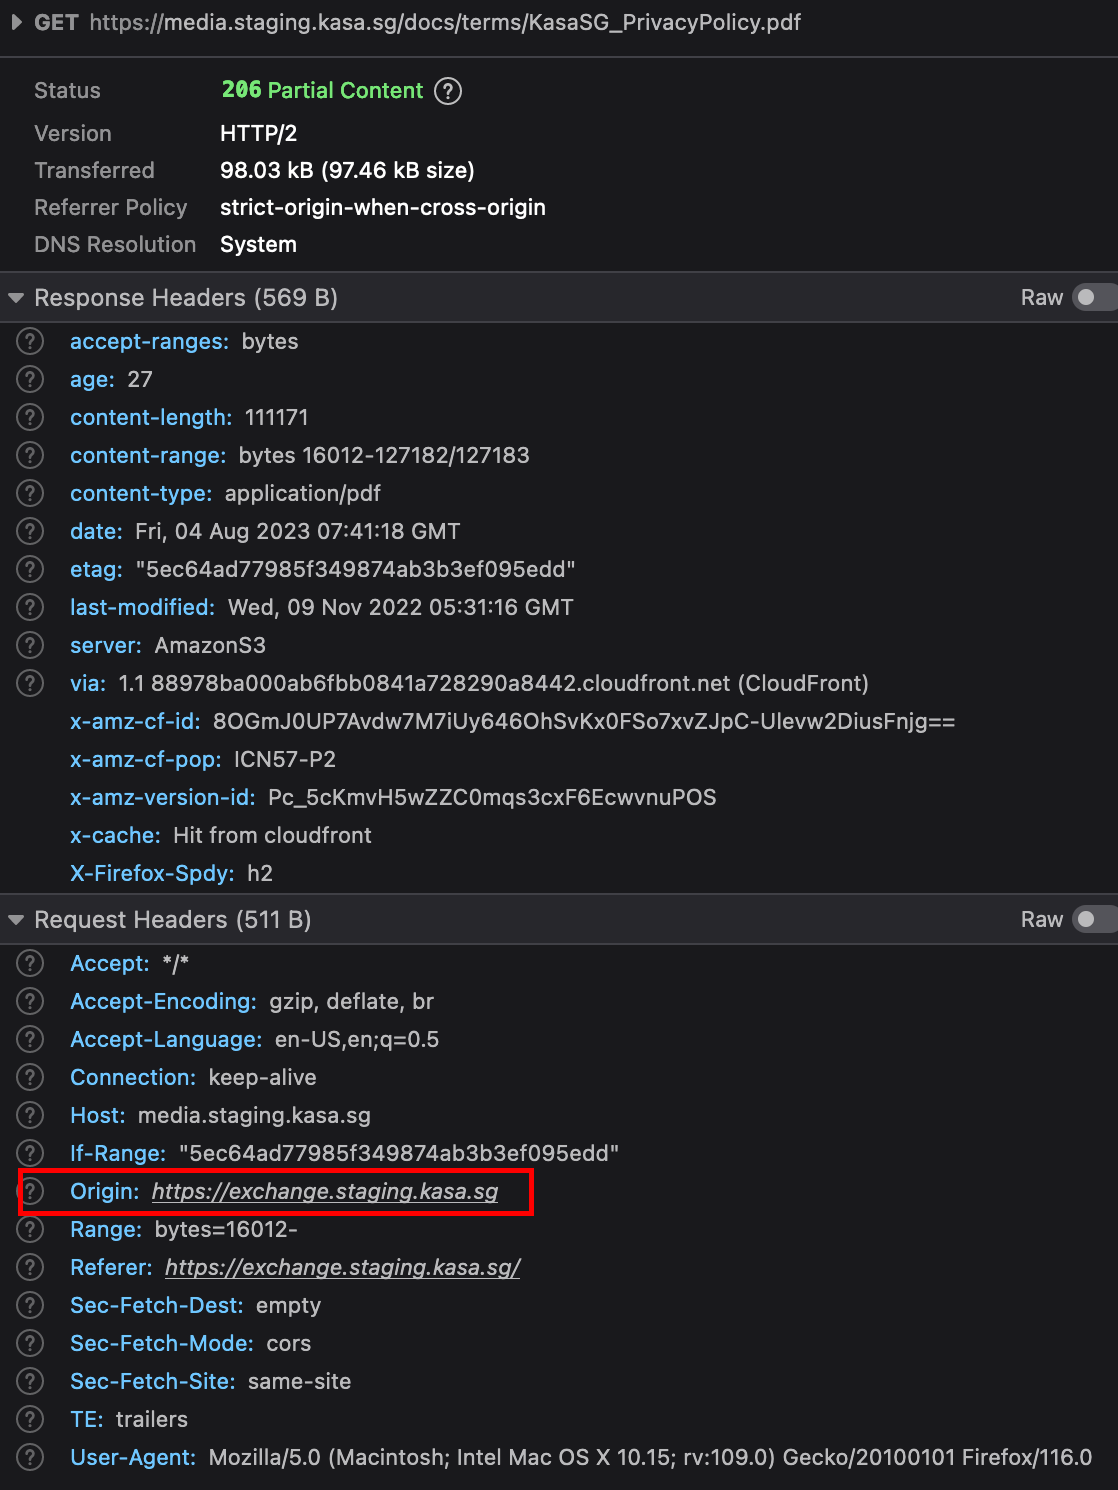 GET https://media.staging.kasa.sg/docs/terms/KasaSG_PrivacyPolicy.pdf
Status 206 Partial Content ?
Version HTTP/2
Transferred 98.03 kB (97.46 kB size)
Referrer Policy strict-origin-when-cross-origin
DNS Resolution System
Response Headers (569 B) Raw
? accept-ranges: bytes
? age: 27
? content-length: 111171
? content-range: bytes 16012-127182/127183
? content-type: application/pdf
? date: Fri, 04 Aug 2023 07:41:18 GMT
? etag: "5ec64ad77985f349874ab3b3ef095edd"
? last-modified: Wed, 09 Nov 2022 05:31:16 GMT
? server: AmazonS3
? via: 1.1 88978ba000ab6fbb0841a728290a8442.cloudfront.net (CloudFront)
x-amz-cf-id: 8OGmJ0UP7Avdw7M7iUy646OhSvKx0FSo7xvZJpC-Ulevw2DiusFnjg==
x-amz-cf-pop: ICN57-P2
x-amz-version-id: Pc_5cKmvH5wZZC0mqs3cxF6EcwvnuPOS
x-cache: Hit from cloudfront
X-Firefox-Spdy: h2
Request Headers (511 B) Raw
? Accept: */*
? Accept-Encoding: gzip, deflate, br
? Accept-Language: en-US,en;q=0.5
? Connection: keep-alive
? Host: media.staging.kasa.sg
? If-Range: "5ec64ad77985f349874ab3b3ef095edd"
? Origin: https://exchange.staging.kasa.sg
? Range: bytes=16012-
? Referer: https://exchange.staging.kasa.sg/
? Sec-Fetch-Dest: empty
? Sec-Fetch-Mode: cors
? Sec-Fetch-Site: same-site
? TE: trailers
? User-Agent: Mozilla/5.0 (Macintosh; Intel Mac OS X 10.15; rv:109.0) Gecko/20100101 Firefox/116.0